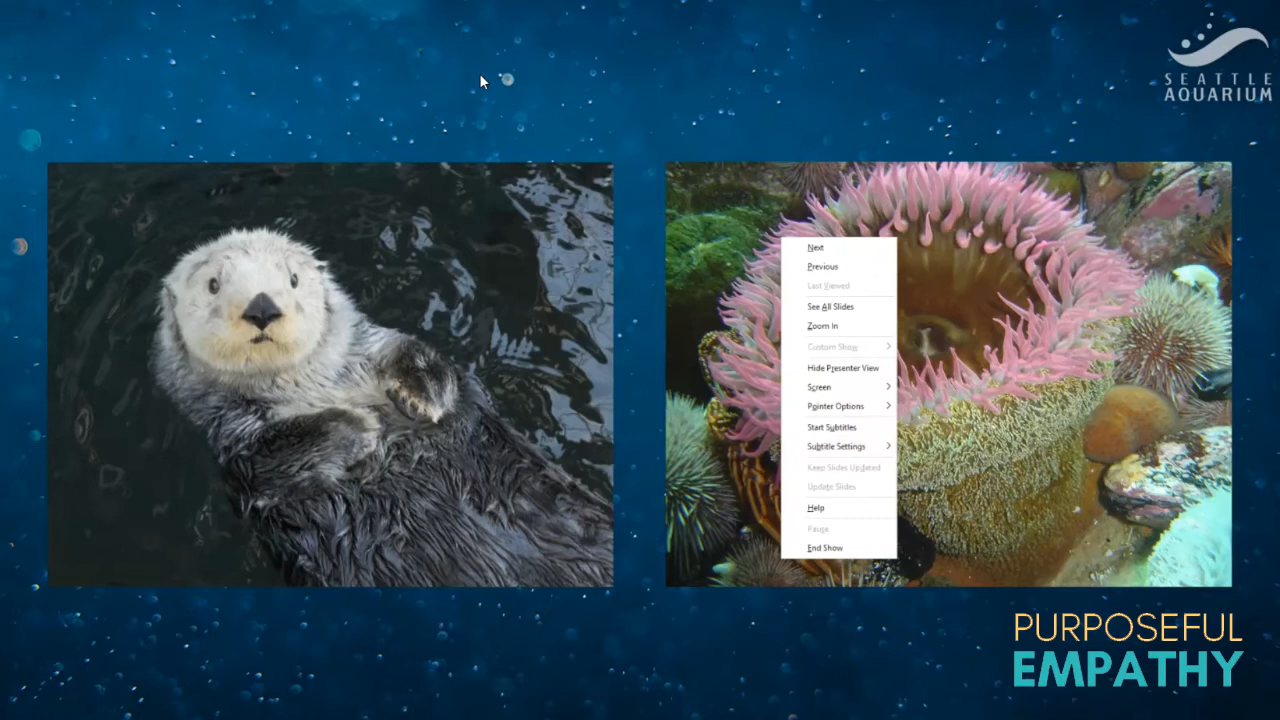 SEATTLE
AQUARIUM
Next
Previous
Last Viewed
See All Slides
Zoom In
Custom Show
Hide Presenter View
Screen
Pointer Options
Start Subtitles
Subtitle Settings
Keep Slides Updated
Update Slides
Help
Pause
End Show
PURPOSEFUL
EMPATHY